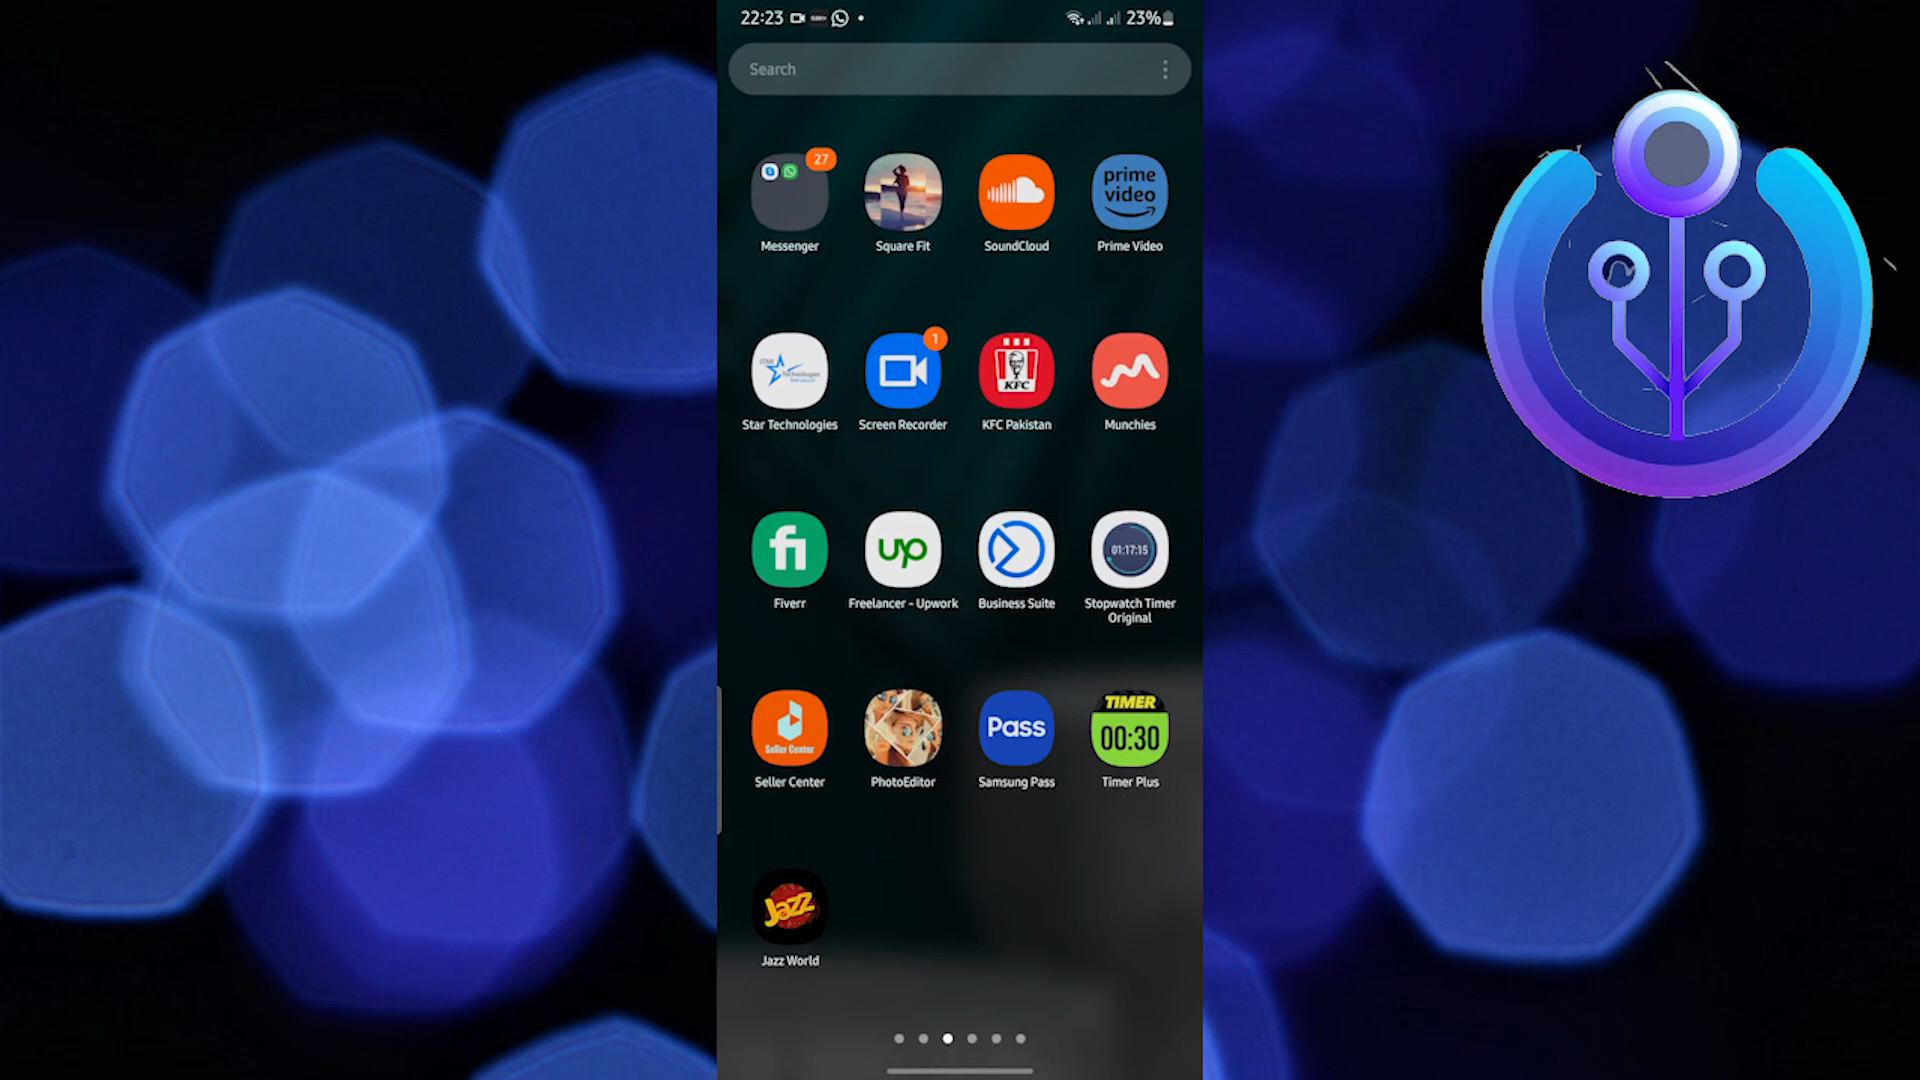 22:23
23%
Search
27
prime
video
Messenger
Square Fit
SoundCloud
Prime Video
STAR
Technologies
1
KFC
Star Technologies
Screen Recorder
KFC Pakistan
Munchies
fi
up
01:17:15
Fiverr
Freelancer - Upwork
Business Suite
Stopwatch Timer
Original
Seller Center
Pass
TIMER
00:30
Seller Center
PhotoEditor
Samsung Pass
Timer Plus
Jazz
Jazz World